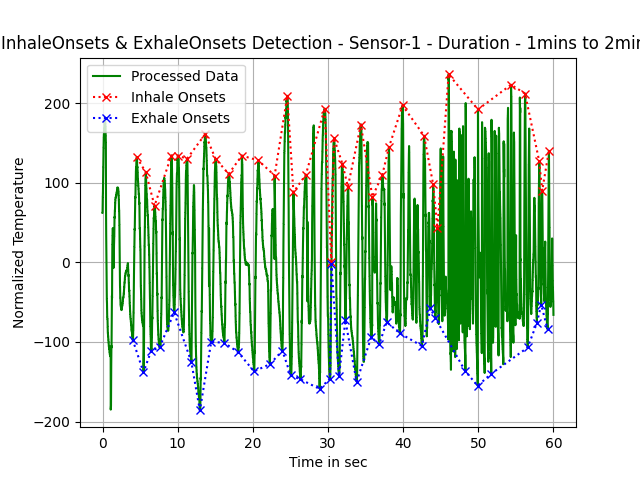 InhaleOnsets & ExhaleOnsets Detection - Sensor-1 - Duration - 1mins to 2min
Processed Data
Inhale Onsets
Exhale Onsets
Normalized Temperature
200
100
0
−100
−200
0 10 20 30 40 50 60
Time in sec